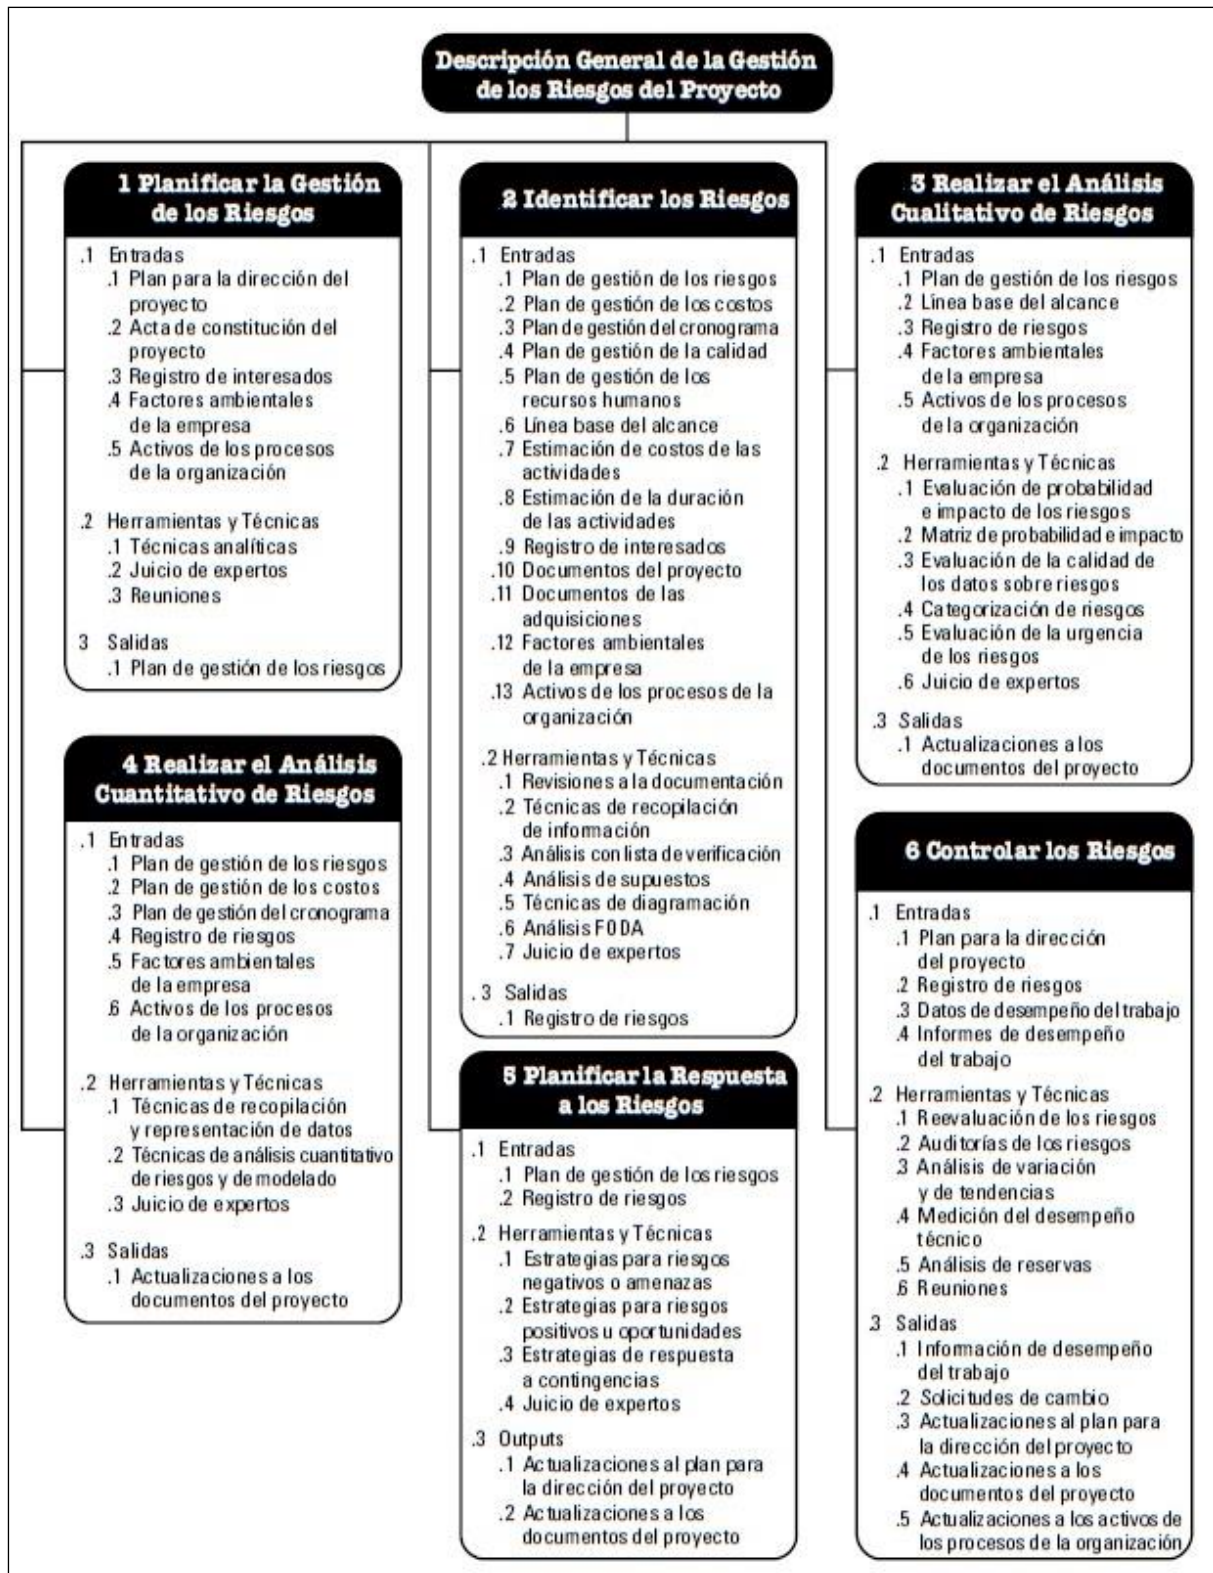 Descripción General de la Gestión
de los Riesgos del Proyecto
1 Planificar la Gestión
de los Riesgos
.1 Entradas
.1 Plan para la dirección del
proyecto
.2 Acta de constitución del
proyecto
.3 Registro de interesados
.4 Factores ambientales
de la empresa
.5 Activos de los procesos
de la organización
.2 Herramientas y Técnicas
.1 Técnicas analíticas
.2 Juicio de expertos
.3 Reuniones
3 Salidas
.1 Plan de gestión de los riesgos
2 Identificar los Riesgos
.1 Entradas
.1 Plan de gestión de los riesgos
.2 Plan de gestión de los costos
.3 Plan de gestión del cronograma
.4 Plan de gestión de la calidad
.5 Plan de gestión de los
recursos humanos
.6 Línea base del alcance
.7 Estimación de costos de las
actividades
.8 Estimación de la duración
de las actividades
.9 Registro de interesados
.10 Documentos del proyecto
.11 Documentos de las
adquisiciones
.12 Factores ambientales
de la empresa
.13 Activos de los procesos de la
organización
.2 Herramientas y Técnicas
.1 Revisiones a la documentación
.2 Técnicas de recopilación
de información
.3 Análisis con lista de verificación
.4 Análisis de supuestos
.5 Técnicas de diagramación
.6 Análisis FODA
.7 Juicio de expertos
.3 Salidas
.1 Registro de riesgos
3 Realizar el Análisis
Cualitativo de Riesgos
.1 Entradas
.1 Plan de gestión de los riesgos
.2 Línea base del alcance
.3 Registro de riesgos
.4 Factores ambientales
de la empresa
.5 Activos de los procesos
de la organización
.2 Herramientas y Técnicas
.1 Evaluación de probabilidad
e impacto de los riesgos
.2 Matriz de probabilidad e impacto
.3 Evaluación de la calidad de
los datos sobre riesgos
.4 Categorización de riesgos
.5 Evaluación de la urgencia
de los riesgos
.6 Juicio de expertos
.3 Salidas
.1 Actualizaciones a los
documentos del proyecto
4 Realizar el Análisis
Cuantitativo de Riesgos
.1 Entradas
.1 Plan de gestión de los riesgos
.2 Plan de gestión de los costos
.3 Plan de gestión del cronograma
.4 Registro de riesgos
.5 Factores ambientales
de la empresa
.6 Activos de los procesos
de la organización
.2 Herramientas y Técnicas
.1 Técnicas de recopilación
y representación de datos
.2 Técnicas de análisis cuantitativo
de riesgos y de modelado
.3 Juicio de expertos
.3 Salidas
.1 Actualizaciones a los
documentos del proyecto
5 Planificar la Respuesta
a los Riesgos
.1 Entradas
.1 Plan de gestión de los riesgos
.2 Registro de riesgos
.2 Herramientas y Técnicas
.1 Estrategias para riesgos
negativos o amenazas
.2 Estrategias para riesgos
positivos u oportunidades
.3 Estrategias de respuesta
a contingencias
.4 Juicio de expertos
.3 Outputs
.1 Actualizaciones al plan para
la dirección del proyecto
.2 Actualizaciones a los
documentos del proyecto
6 Controlar los Riesgos
.1 Entradas
.1 Plan para la dirección
del proyecto
.2 Registro de riesgos
.3 Datos de desempeño del trabajo
.4 Informes de desempeño
del trabajo
.2 Herramientas y Técnicas
.1 Reevaluación de los riesgos
.2 Auditorías de los riesgos
.3 Análisis de variación
y de tendencias
.4 Medición del desempeño
técnico
.5 Análisis de reservas
.6 Reuniones
.3 Salidas
.1 Información de desempeño
del trabajo
.2 Solicitudes de cambio
.3 Actualizaciones al plan para
la dirección del proyecto
.4 Actualizaciones a los
documentos del proyecto
.5 Actualizaciones a los activos de
los procesos de la organización